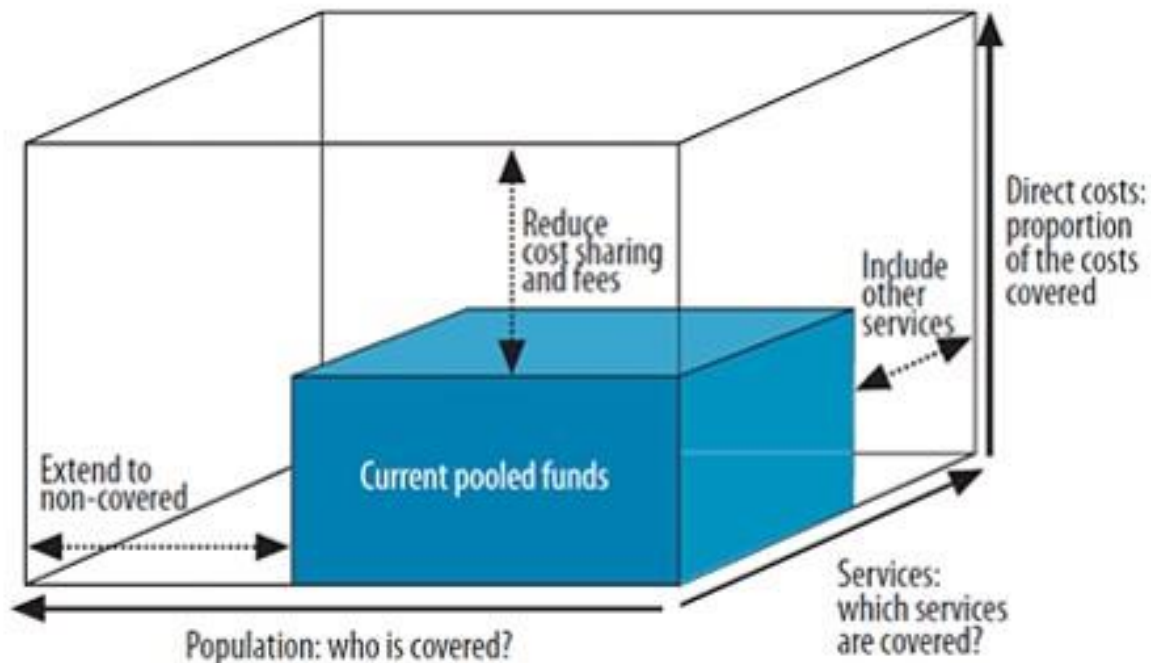 Reduce
cost sharing
and fees
Include
other
services
Direct costs:
proportion
of the costs
covered
Extend to
non-covered
Current pooled funds
Services:
which services
are covered?
Population: who is covered?